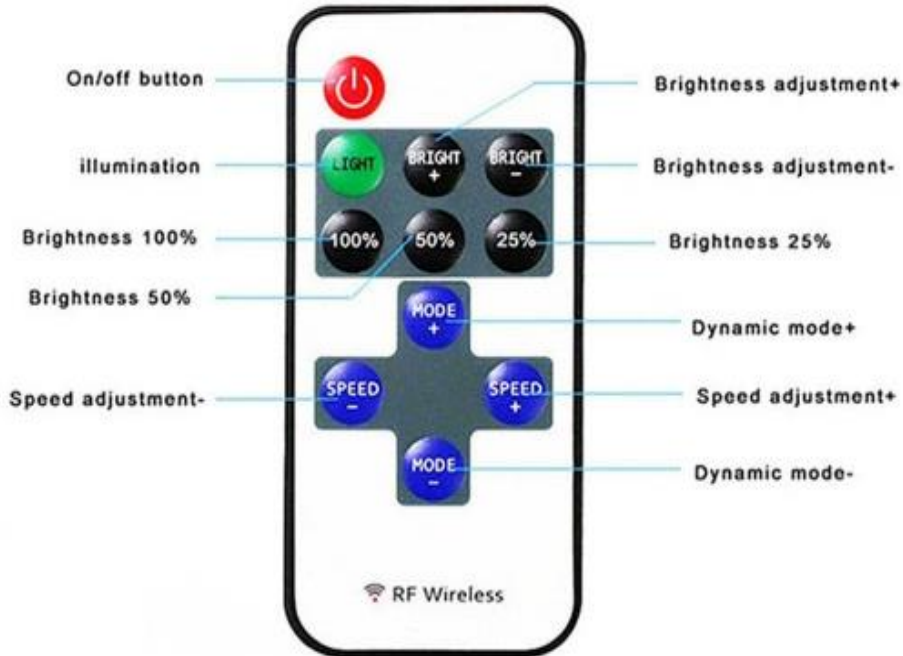 On/off button
Brightness adjustment+
illumination
LIGHT
BRIGHT
+
BRIGHT
-
Brightness adjustment-
Brightness 100%
100%
50%
25%
Brightness 25%
Brightness 50%
MODE
+
Dynamic mode+
Speed adjustment-
SPEED
-
SPEED
+
Speed adjustment+
MODE
-
Dynamic mode-
RF Wireless